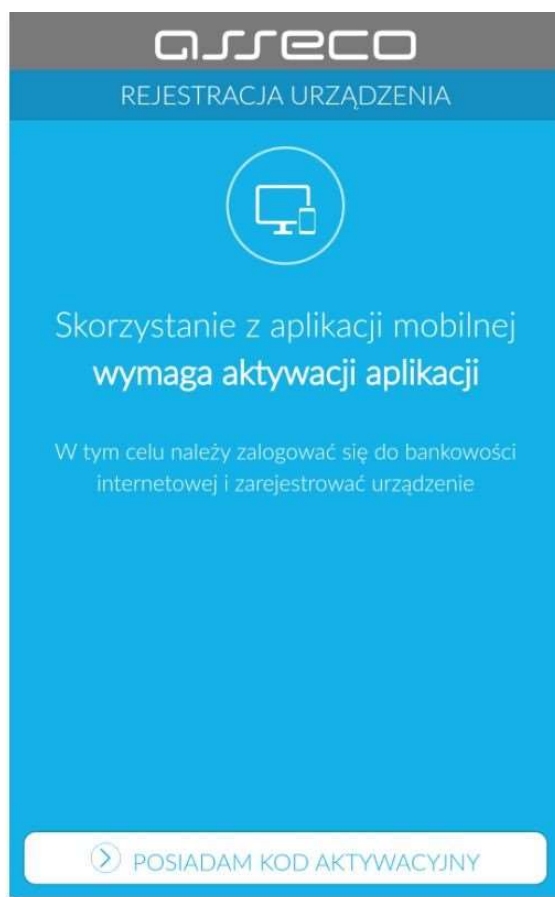 asseco
REJESTRACJA URZĄDZENIA
Skorzystanie z aplikacji mobilnej
wymaga aktywacji aplikacji
W tym celu należy zalogować się do bankowości
internetowej i zarejestrować urządzenie
POSIADAM KOD AKTYWACYJNY